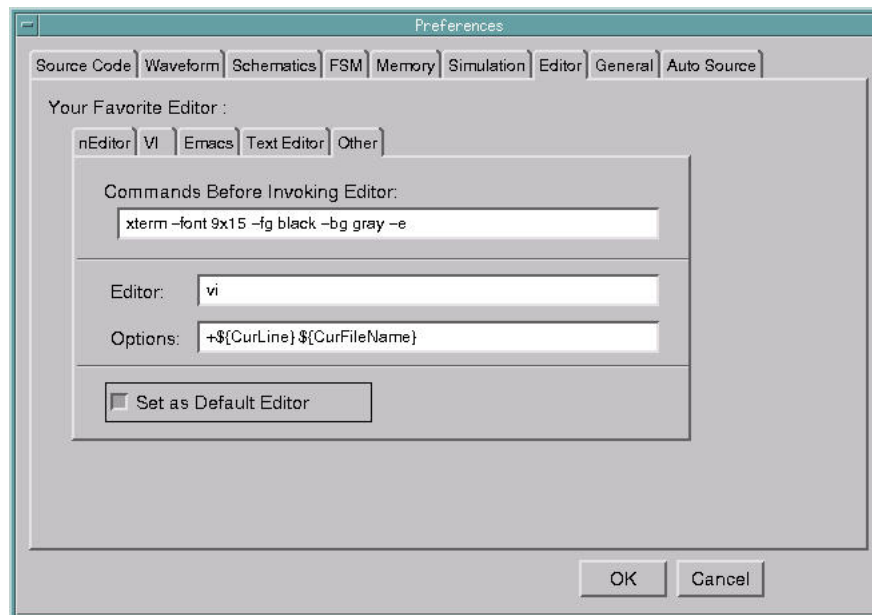 Preferences
Source Code Waveform Schematics FSM Memory Simulation Editor General Auto Source
Your Favorite Editor :
nEditor VI Emacs Text Editor Other
Commands Before Invoking Editor:
xterm –font 9x15 –fg black –bg gray –e
Editor: vi
Options: +${CurLine} ${CurFileName}
Set as Default Editor
OK Cancel